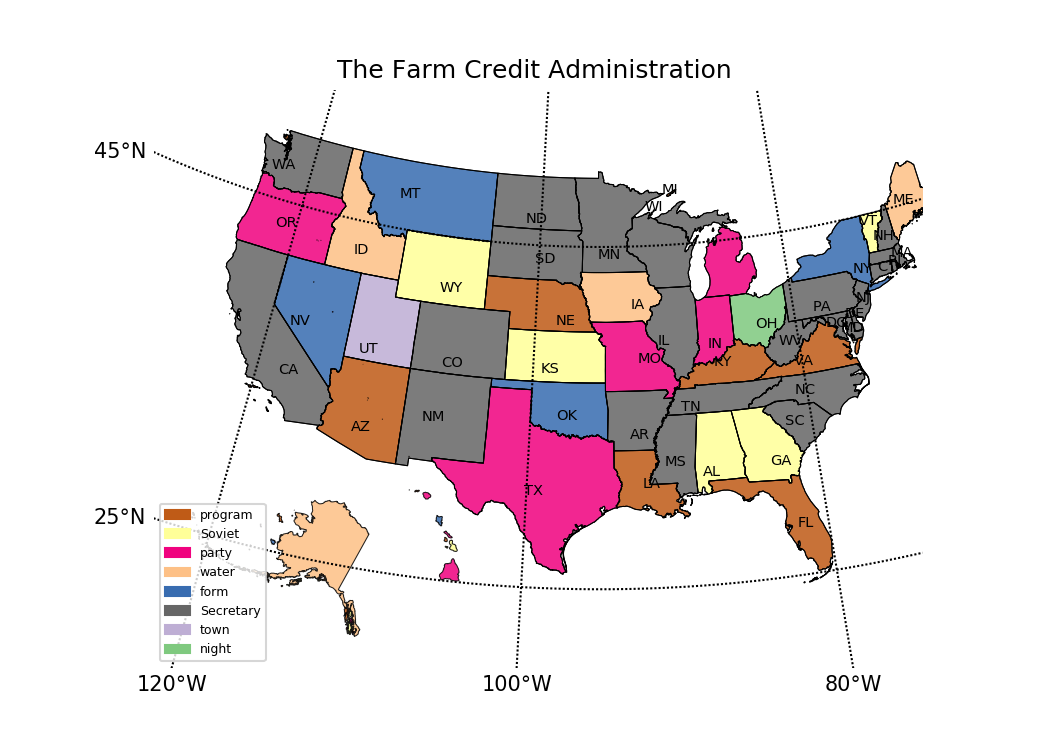 The Farm Credit Administration
45°N
25°N
120°W
100°W
80°W
WA
OR
CA
ID
NV
AZ
MT
WY
UT
CO
NM
ND
SD
NE
KS
OK
TX
MN
IA
MO
AR
LA
WI
MI
IL
IN
OH
KY
TN
MS
AL
GA
FL
SC
NC
VA
WV
PA
NY
VT
NH
ME
MA
CT
NJ
MD
program
Soviet
party
water
form
Secretary
town
night